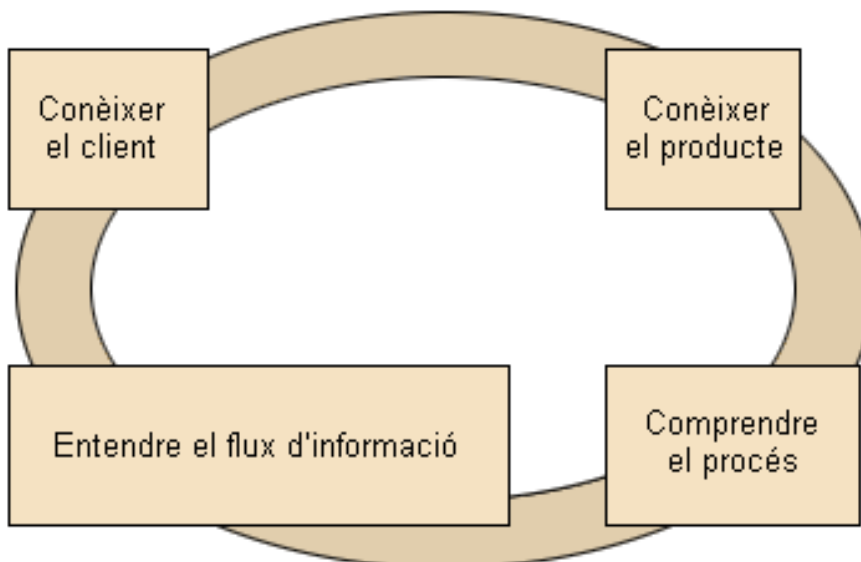 Conèixer
el client
Conèixer
el producte
Entendre el flux d'informació
Comprendre
el procés